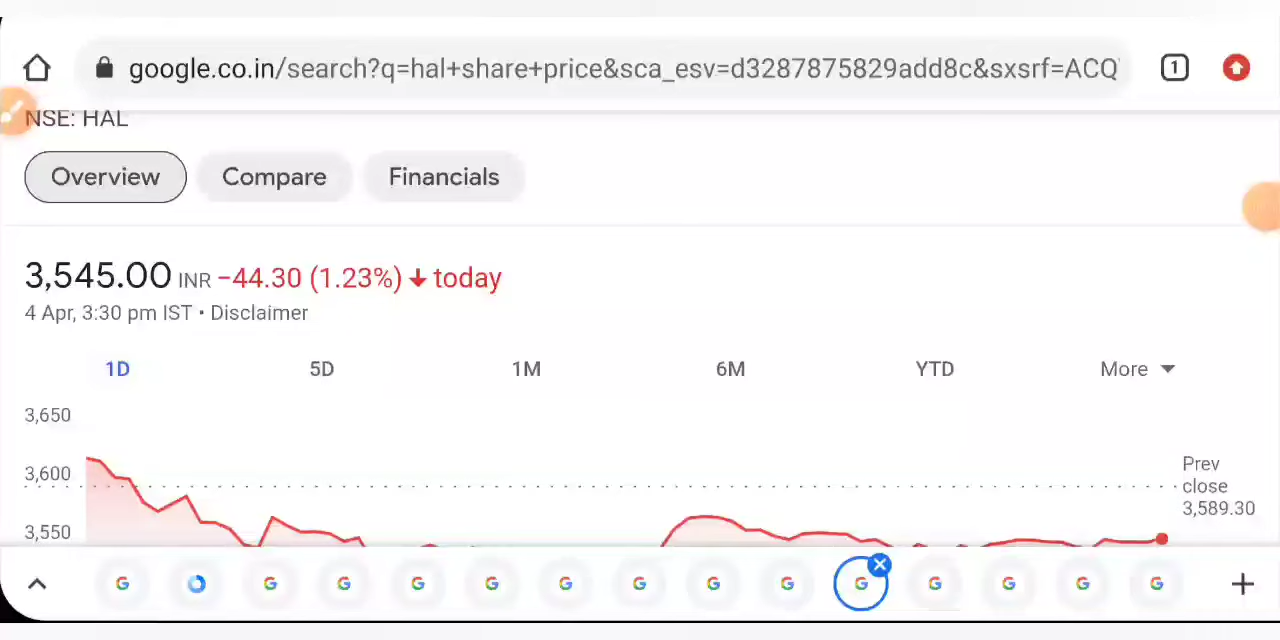 google.co.in/search?q=hal+share+price&sca_esv=d3287875829add8c&sxsrf=ACQ
1
NSE: HAL
Overview
Compare
Financials
3,545.00 INR −44.30 (1.23%) ↓ today
4 Apr, 3:30 pm IST • Disclaimer
1D 5D 1M 6M YTD More
3,650
3,600
3,550
Prev
close
3,589.30